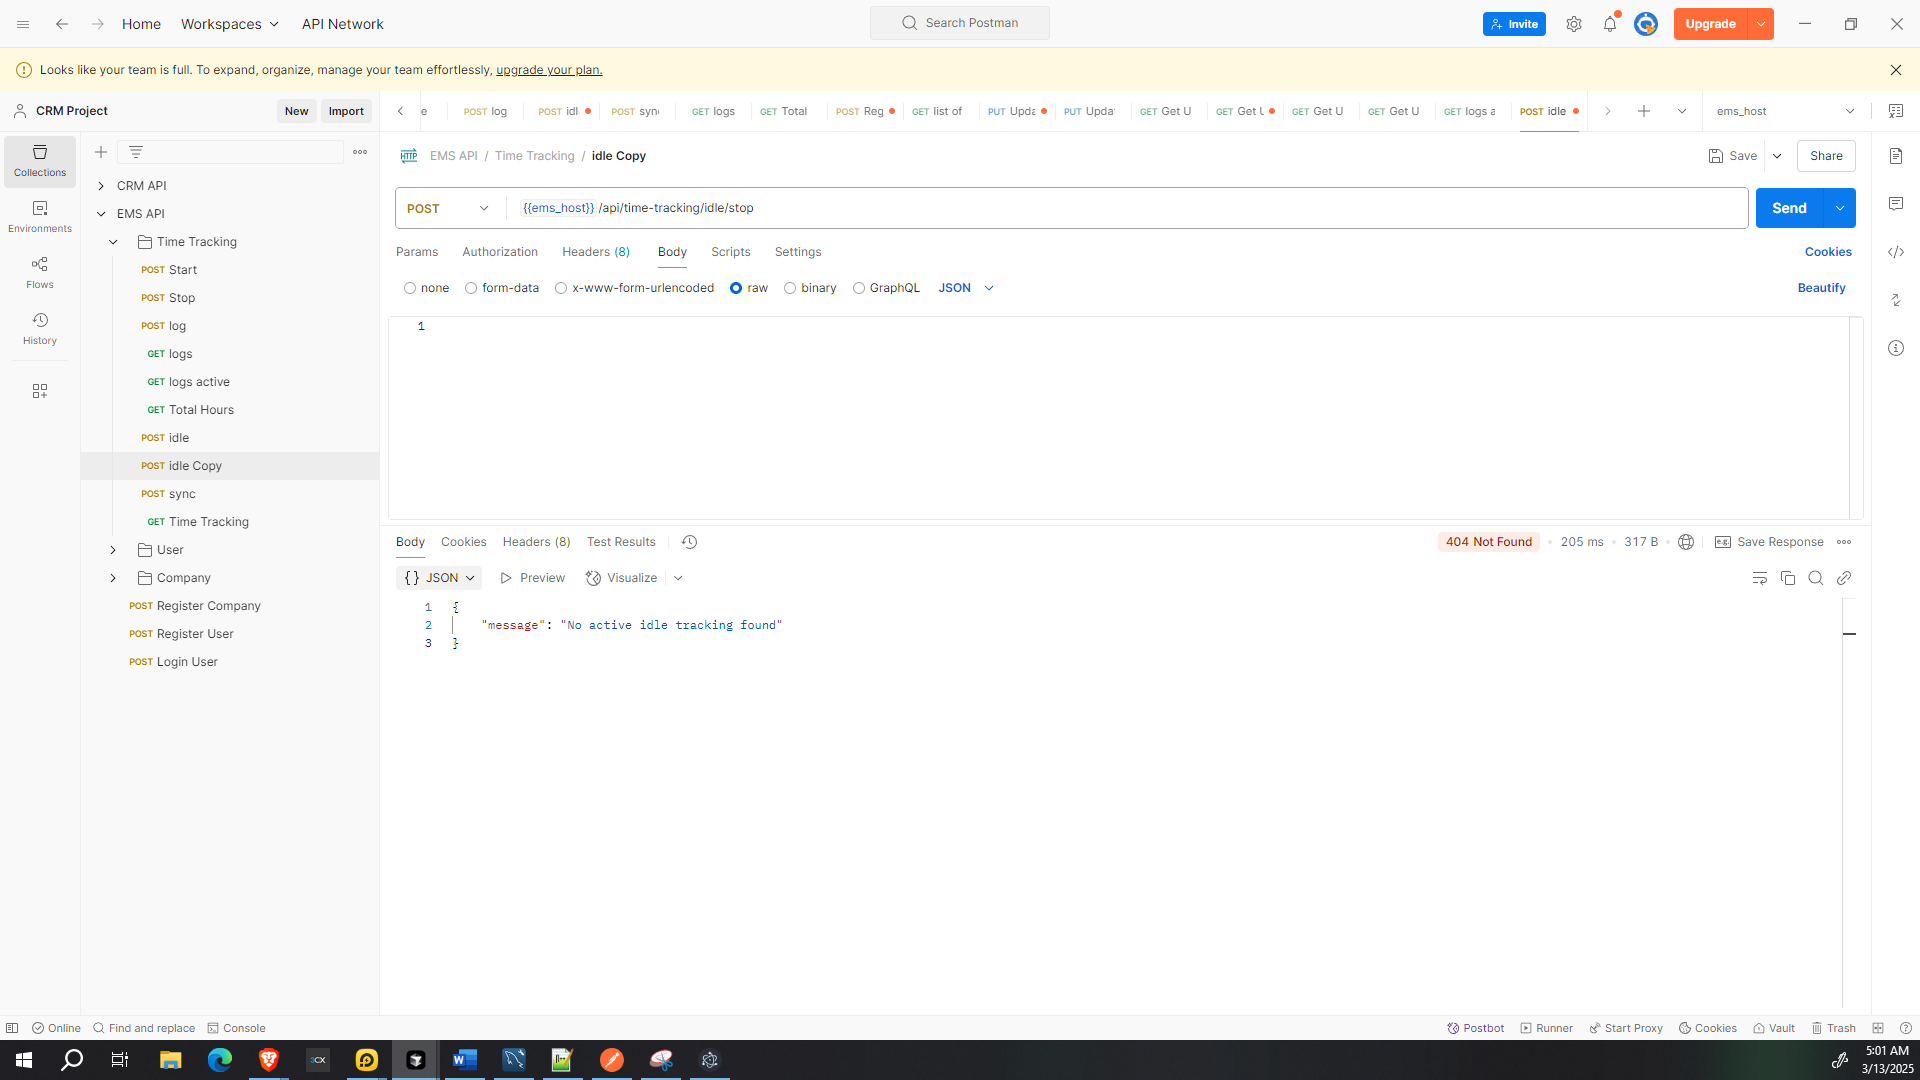 Home Workspaces API Network Search Postman Invite Upgrade
Looks like your team is full. To expand, organize, manage your team effortlessly, upgrade your plan.
CRM Project New Import
e POST log POST idl POST syn GET logs GET Total POST Reg GET list of PUT Upda PUT Upda GET Get U GET Get U GET Get U GET Get U GET logs a POST idle ems_host
Collections
Environments
Flows
History
CRM API
EMS API
Time Tracking
POST Start
POST Stop
POST log
GET logs
GET logs active
GET Total Hours
POST idle
POST idle Copy
POST sync
GET Time Tracking
User
Company
POST Register Company
POST Register User
POST Login User
HTTP EMS API / Time Tracking / idle Copy Save Share
POST {{ems_host}} /api/time-tracking/idle/stop Send
Params Authorization Headers (8) Body Scripts Settings Cookies
none form-data x-www-form-urlencoded raw binary GraphQL JSON Beautify
1
Body Cookies Headers (8) Test Results 404 Not Found • 205 ms • 317 B • e.g. Save Response
{} JSON Preview Visualize
1 {
2 "message": "No active idle tracking found"
3 }
Online Find and replace Console Postbot Runner Start Proxy Cookies Vault Trash
5:01 AM
3/13/2025